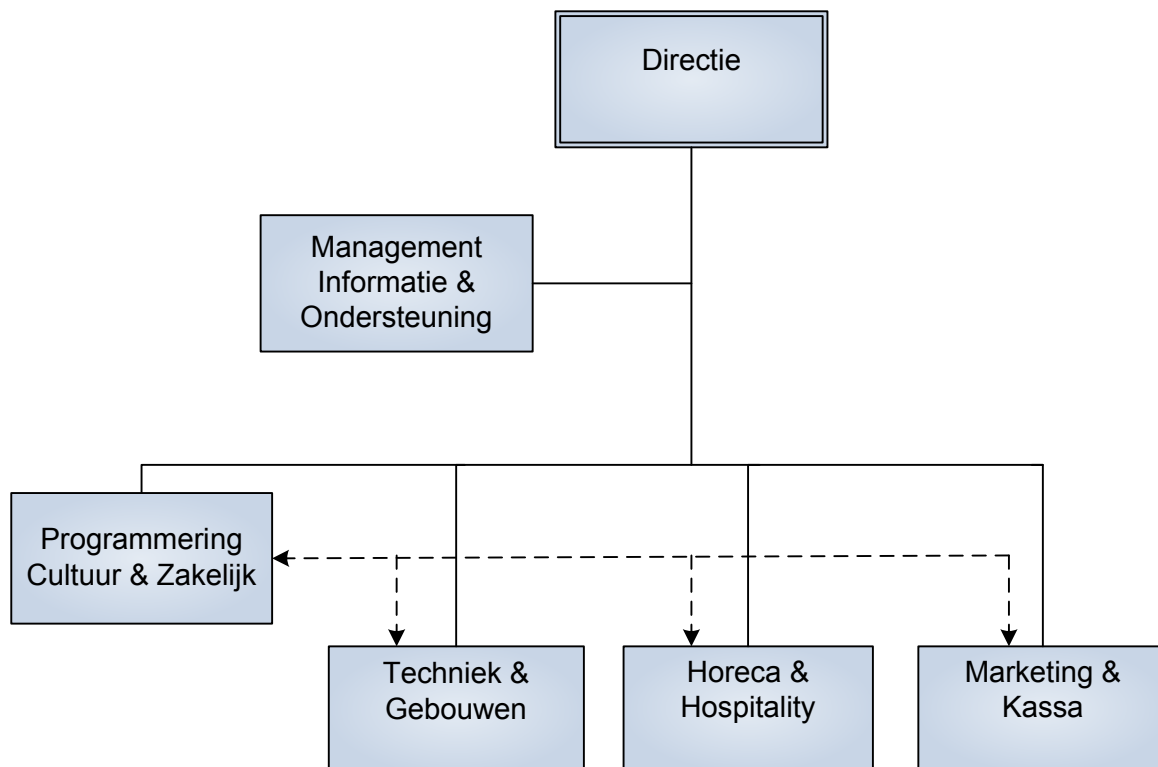 Directie
Management
Informatie &
Ondersteuning
Programmering
Cultuur & Zakelijk
Techniek &
Gebouwen
Horeca &
Hospitality
Marketing &
Kassa